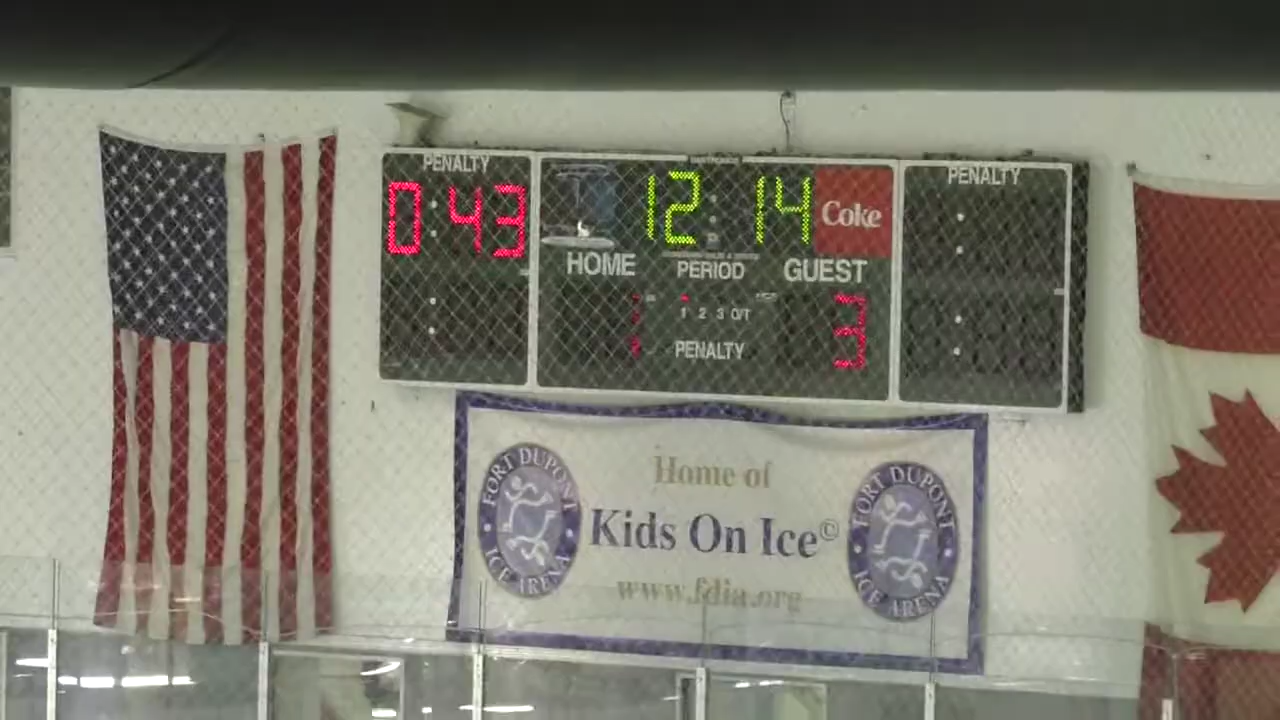 PENALTY
0:43
12:14
Coke
PENALTY
HOME
PERIOD
GUEST
1 2 3 O/T
3
PENALTY
FORT DUPONT ICE ARENA
Home of
Kids On Ice©
www.fdia.org
FORT DUPONT ICE ARENA